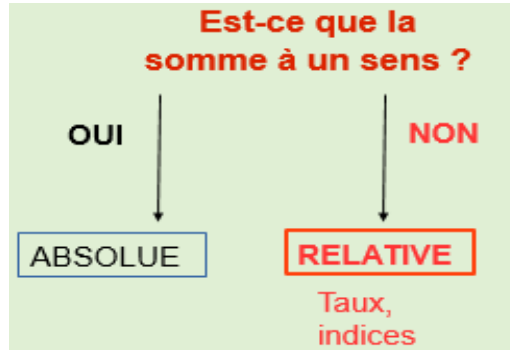 Est-ce que la
somme à un sens ?
OUI
NON
ABSOLUE
RELATIVE
Taux,
indices